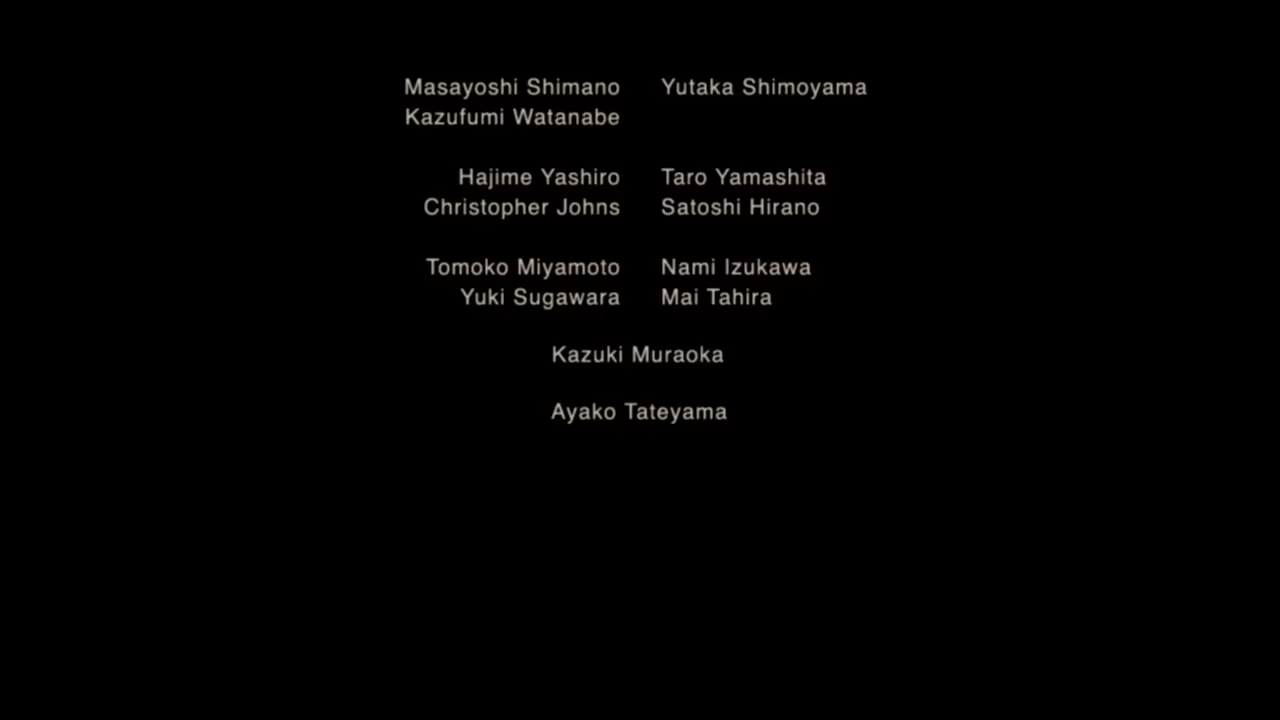 Masayoshi Shimano Yutaka Shimoyama
Kazufumi Watanabe
Hajime Yashiro Taro Yamashita
Christopher Johns Satoshi Hirano
Tomoko Miyamoto Nami Izukawa
Yuki Sugawara Mai Tahira
Kazuki Muraoka
Ayako Tateyama